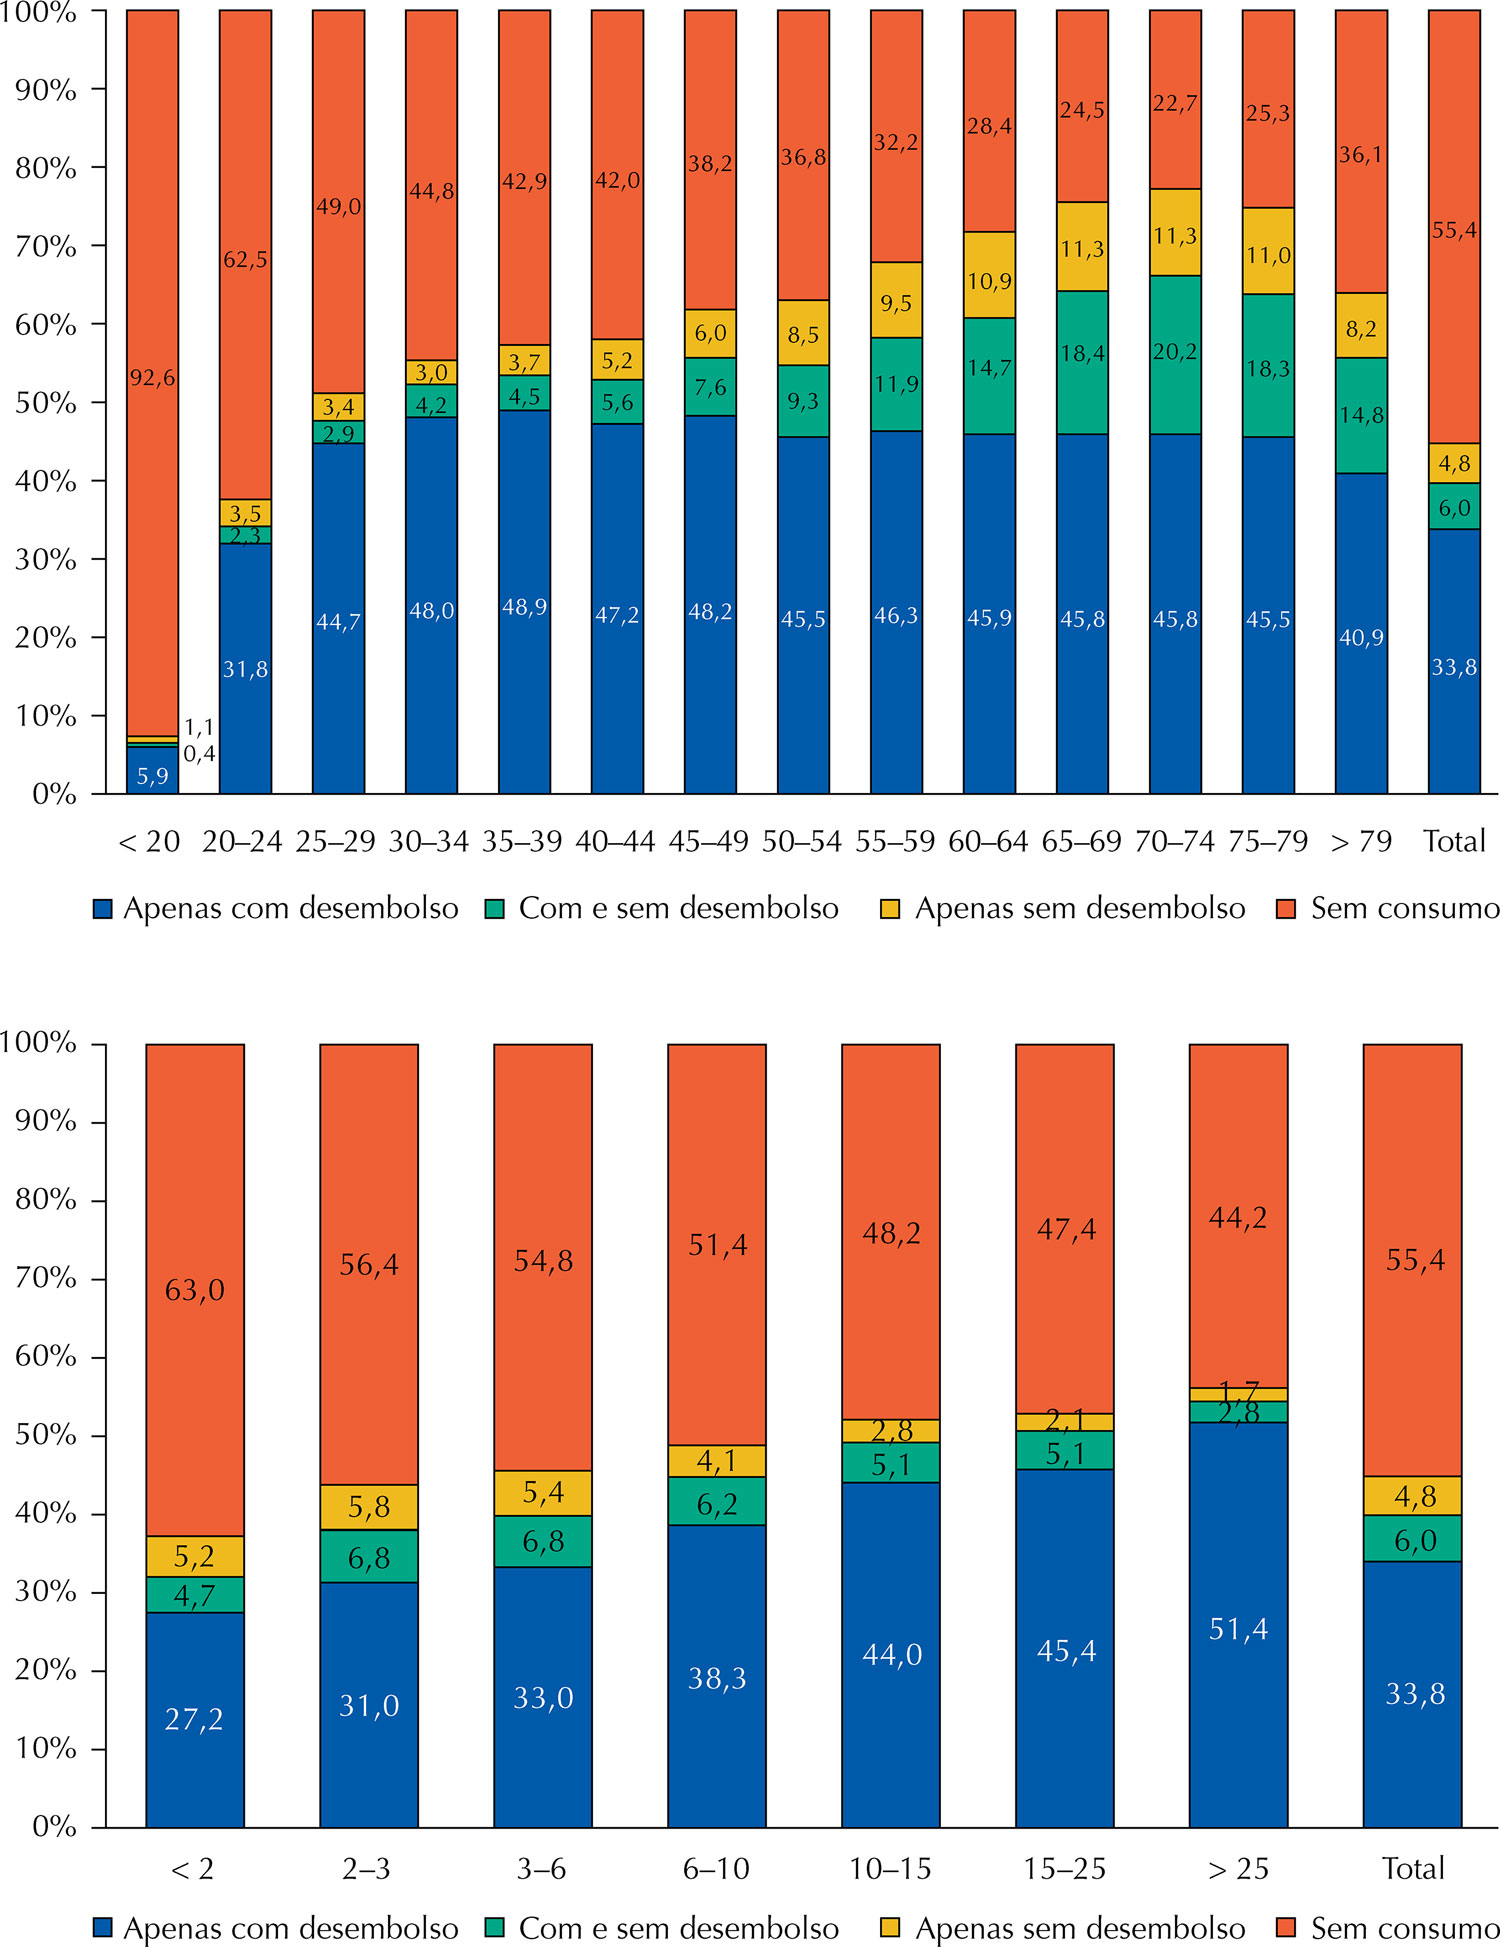 100%
90%
80%
70%
60%
50%
40%
30%
20%
10%
0%
92,6 1,1 0,4 5,9
62,5 3,5 2,3 31,8
49,0 3,4 2,9 44,7
44,8 3,0 4,2 48,0
42,9 3,7 4,5 48,9
42,0 5,2 5,6 47,2
38,2 6,0 7,6 48,2
36,8 8,5 9,3 45,5
32,2 9,5 11,9 46,3
28,4 10,9 14,7 45,9
24,5 11,3 18,4 45,8
22,7 11,3 20,2 45,8
25,3 11,0 18,3 45,5
36,1 8,2 14,8 40,9
55,4 4,8 6,0 33,8
< 20 20–24 25–29 30–34 35–39 40–44 45–49 50–54 55–59 60–64 65–69 70–74 75–79 > 79 Total
Apenas com desembolso Com e sem desembolso Apenas sem desembolso Sem consumo
100%
90%
80%
70%
60%
50%
40%
30%
20%
10%
0%
63,0 5,2 4,7 27,2
56,4 5,8 6,8 31,0
54,8 5,4 6,8 33,0
51,4 4,1 6,2 38,3
48,2 2,8 5,1 44,0
47,4 2,1 5,1 45,4
44,2 1,7 2,8 51,4
55,4 4,8 6,0 33,8
< 2 2–3 3–6 6–10 10–15 15–25 > 25 Total
Apenas com desembolso Com e sem desembolso Apenas sem desembolso Sem consumo